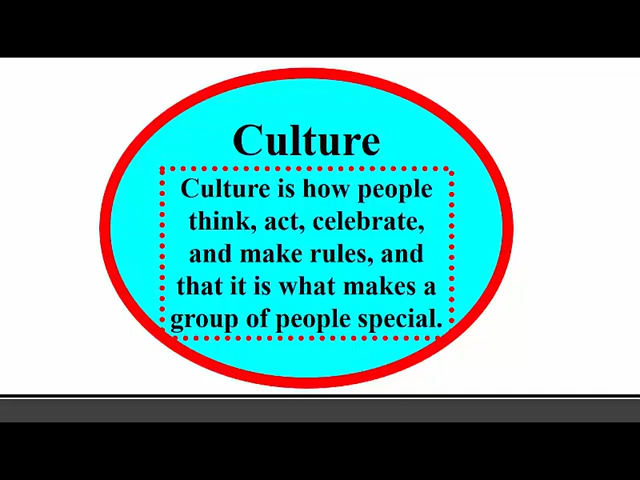 Culture
Culture is how people
think, act, celebrate,
and make rules, and
that it is what makes a
group of people special.